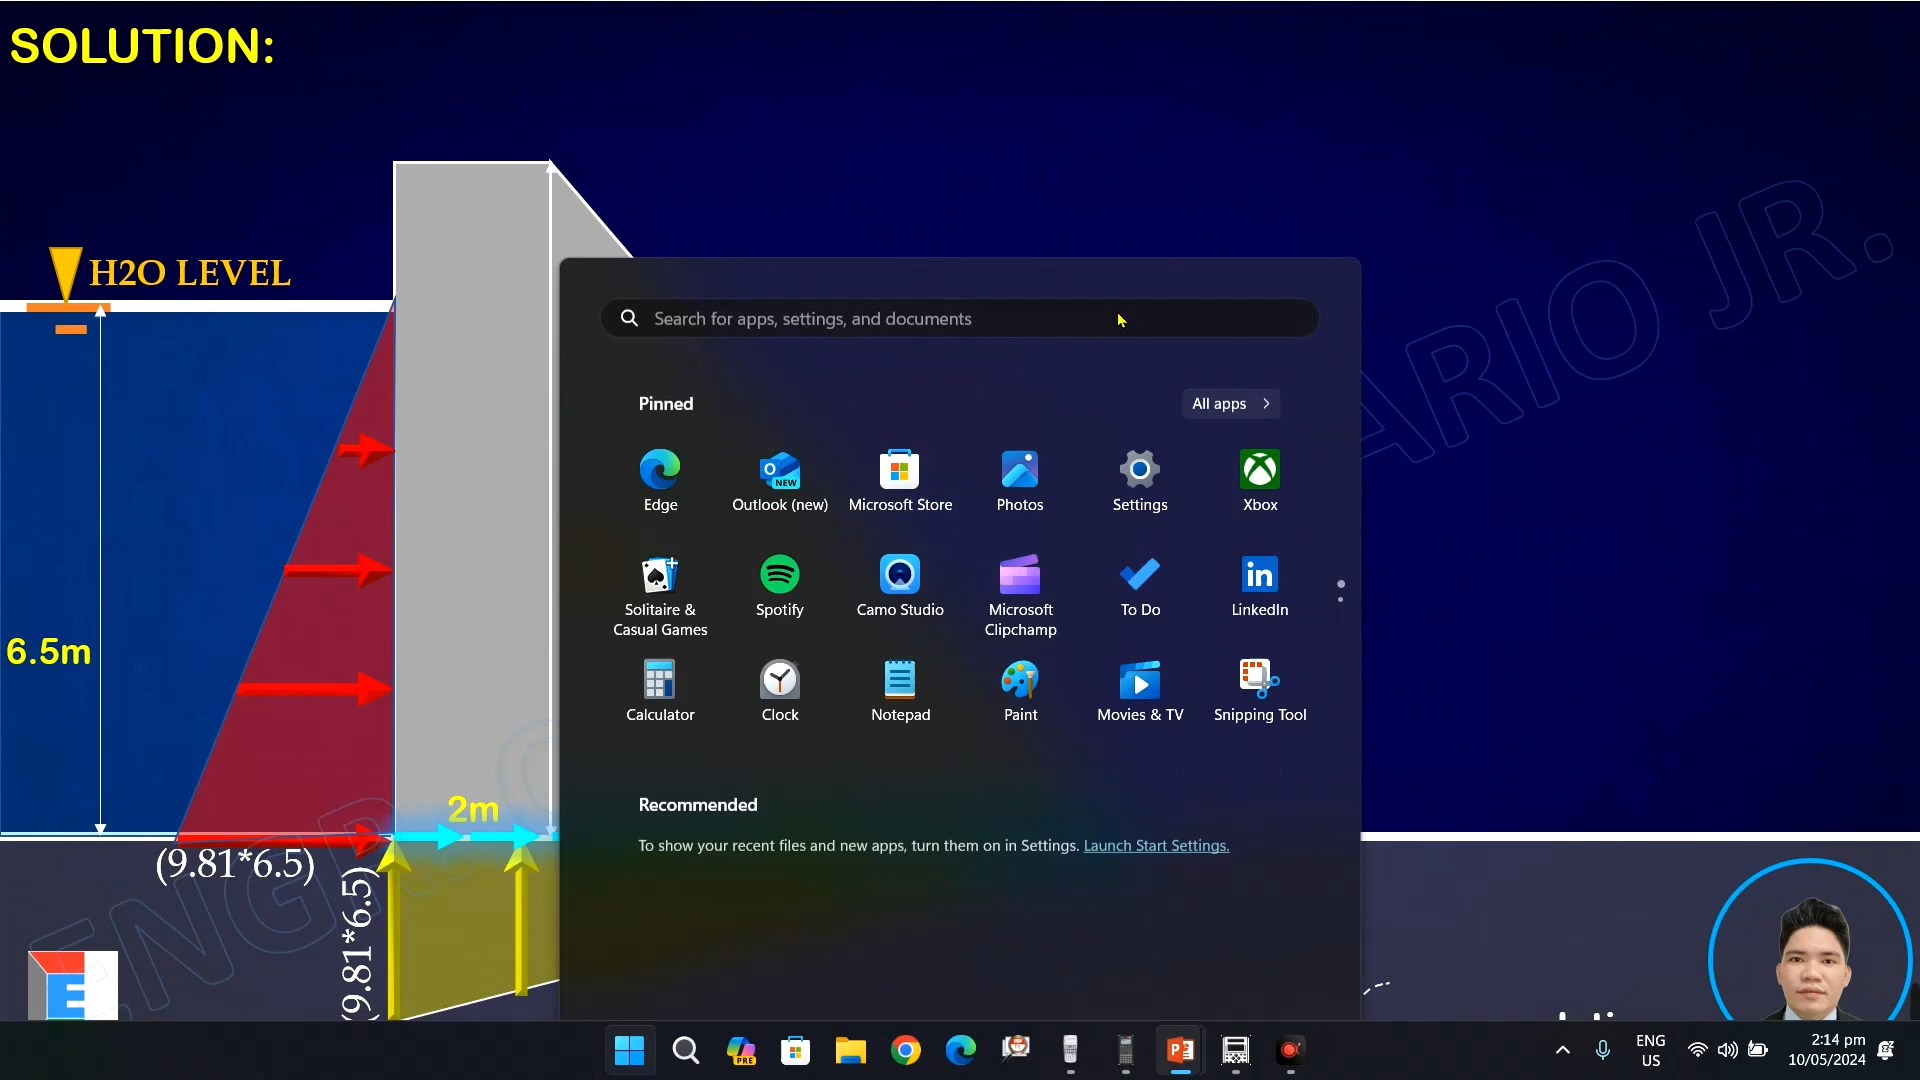 SOLUTION:
H2O LEVEL
ARIO JR.
Search for apps, settings, and documents
Pinned
All apps
Edge
Outlook (new)
Microsoft Store
Photos
Settings
Xbox
Solitaire &
Casual Games
Spotify
Camo Studio
Microsoft
Clipchamp
To Do
LinkedIn
6.5m
Calculator
Clock
Notepad
Paint
Movies & TV
Snipping Tool
2m
Recommended
To show your recent files and new apps, turn them on in Settings. Launch Start Settings.
(9.81*6.5)
(9.81*6.5)
ENGR.
E
ENG
US
2:14 pm
10/05/2024